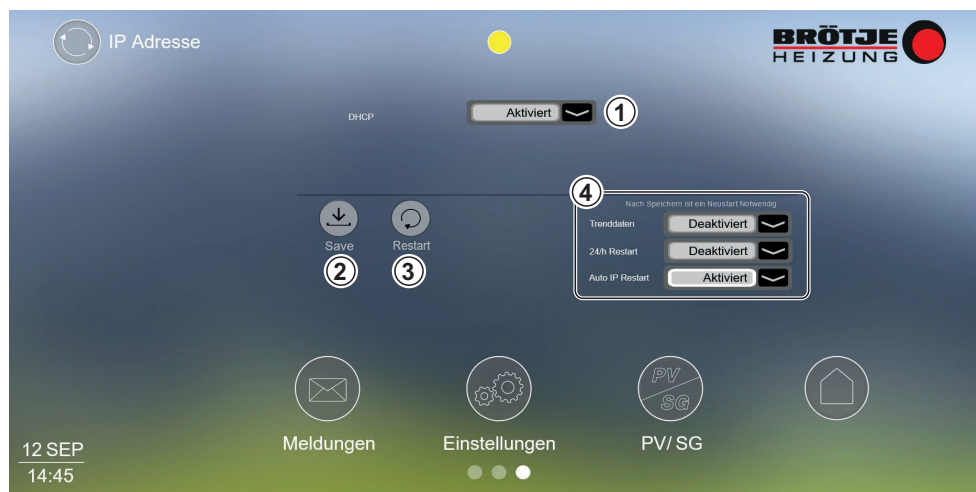 IP Adresse
BRÖTJE
HEIZUNG
DHCP
Aktiviert
1
4
Nach Speichern ist ein Neustart Notwendig
Trenddaten
Deaktiviert
24/h Restart
Deaktiviert
Auto IP Restart
Aktiviert
Save
Restart
2
3
PV
SG
Meldungen
Einstellungen
PV/ SG
12 SEP
14:45